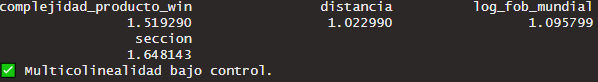 complejidad_producto_win distancia log_fob_mundial
1.519290 1.022990 1.095799
seccion
1.648143
✅ Multicolinealidad bajo control.